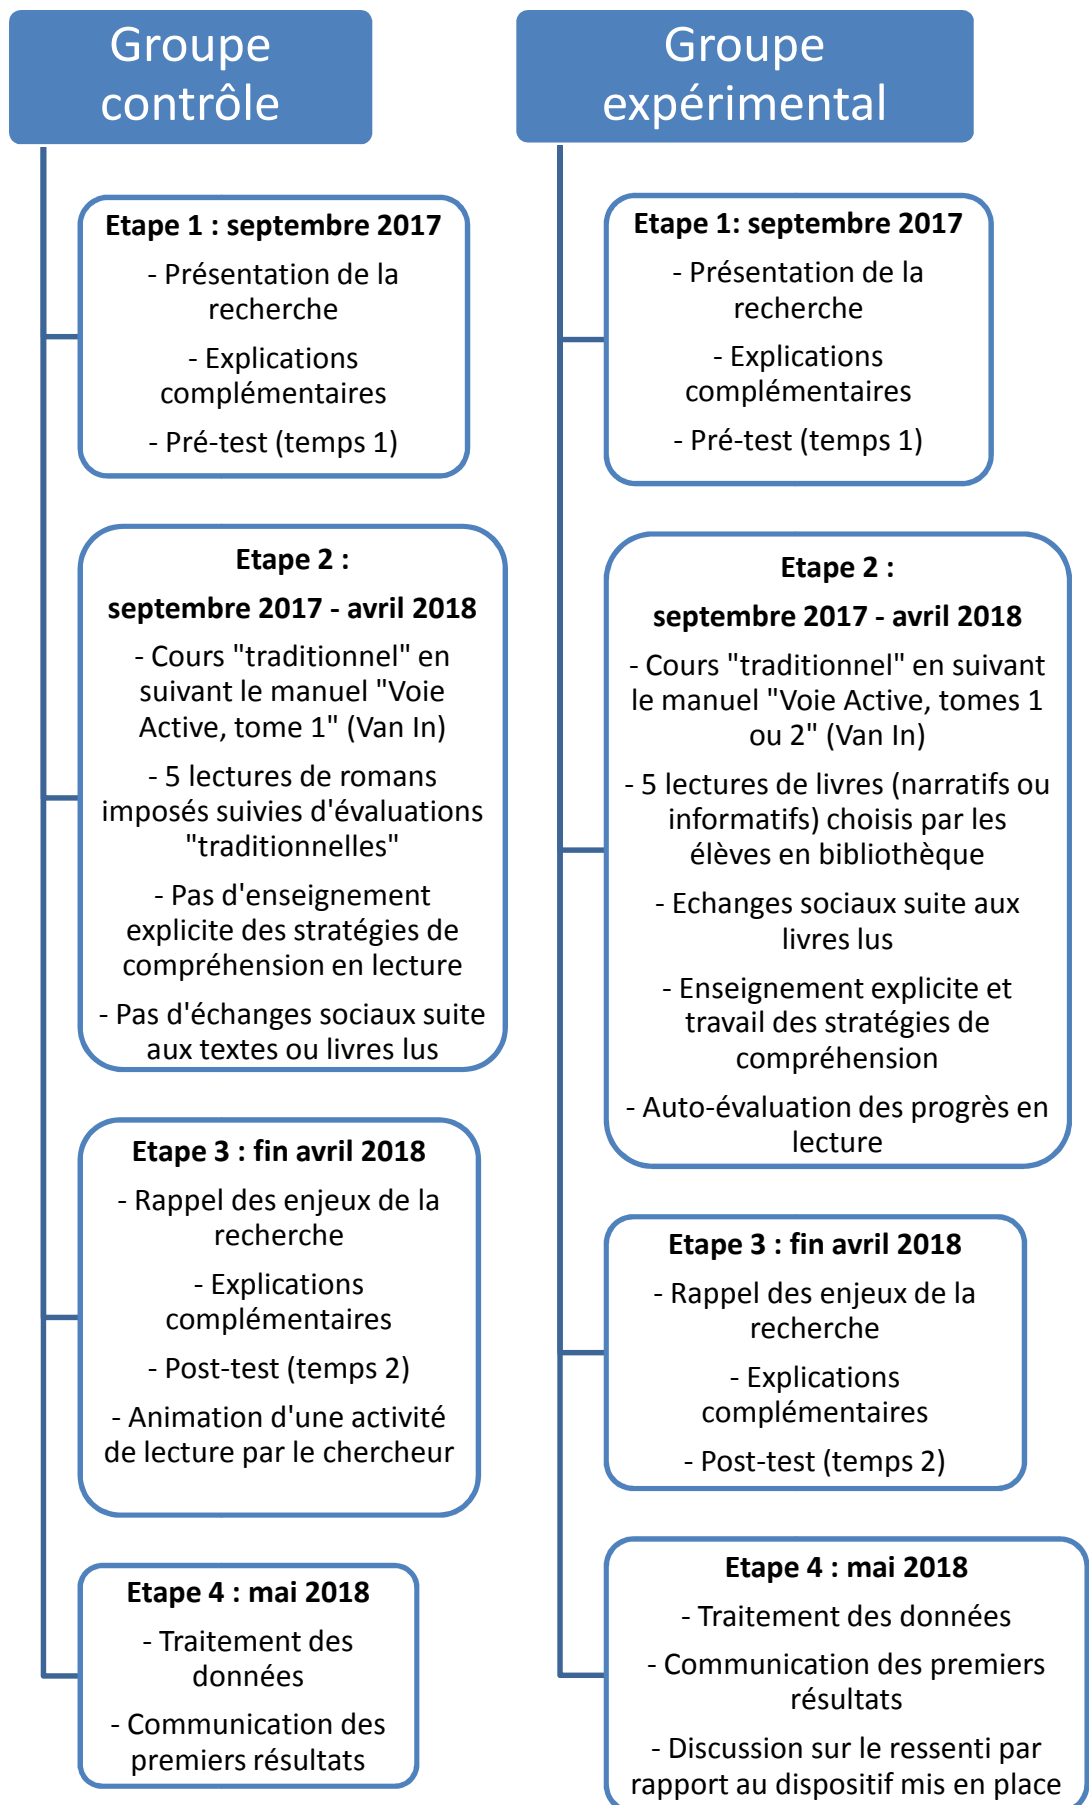 Groupe
contrôle
Etape 1 : septembre 2017
- Présentation de la
recherche
- Explications
complémentaires
- Pré-test (temps 1)
Etape 2 :
septembre 2017 - avril 2018
- Cours "traditionnel" en
suivant le manuel "Voie
Active, tome 1" (Van In)
- 5 lectures de romans
imposés suivies d'évaluations
"traditionnelles"
- Pas d'enseignement
explicite des stratégies de
compréhension en lecture
- Pas d'échanges sociaux suite
aux textes ou livres lus
Etape 3 : fin avril 2018
- Rappel des enjeux de la
recherche
- Explications
complémentaires
- Post-test (temps 2)
- Animation d'une activité
de lecture par le chercheur
Etape 4 : mai 2018
- Traitement des
données
- Communication des
premiers résultats
Groupe
expérimental
Etape 1: septembre 2017
- Présentation de la
recherche
- Explications
complémentaires
- Pré-test (temps 1)
Etape 2 :
septembre 2017 - avril 2018
- Cours "traditionnel" en suivant
le manuel "Voie Active, tomes 1
ou 2" (Van In)
- 5 lectures de livres (narratifs ou
informatifs) choisis par les
élèves en bibliothèque
- Echanges sociaux suite aux
livres lus
- Enseignement explicite et
travail des stratégies de
compréhension
- Auto-évaluation des progrès en
lecture
Etape 3 : fin avril 2018
- Rappel des enjeux de la
recherche
- Explications
complémentaires
- Post-test (temps 2)
Etape 4 : mai 2018
- Traitement des données
- Communication des premiers
résultats
- Discussion sur le ressenti par
rapport au dispositif mis en place